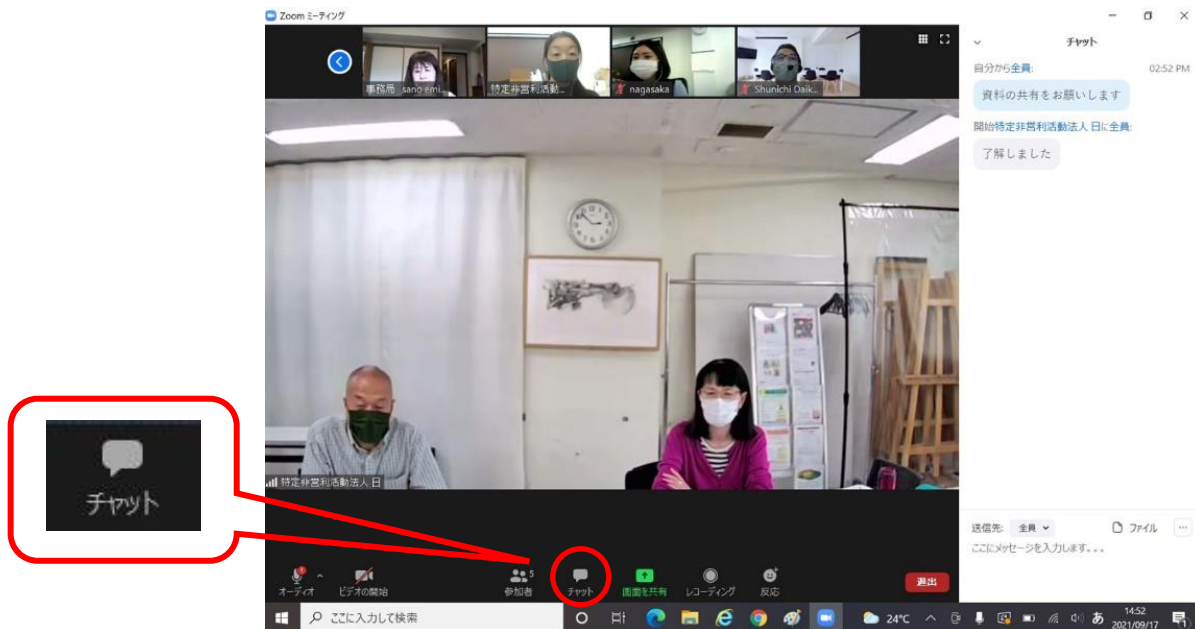 Zoom ミーティング
事務局 sano emi
特定非営利活動...
nagasaka
Shunichi Daik...
チャット
自分から全員:
02:52 PM
資料の共有をお願いします
開始特定非営利活動法人 日に全員:
了解しました
特定非営利活動法人 日
チャット
送信先: 全員
ファイル
ここにメッセージを入力します...
オーディオ
ビデオの開始
5
参加者
チャット
画面を共有
レコーディング
反応
退出
ここに入力して検索
24°C
あ
14:52
2021/09/17